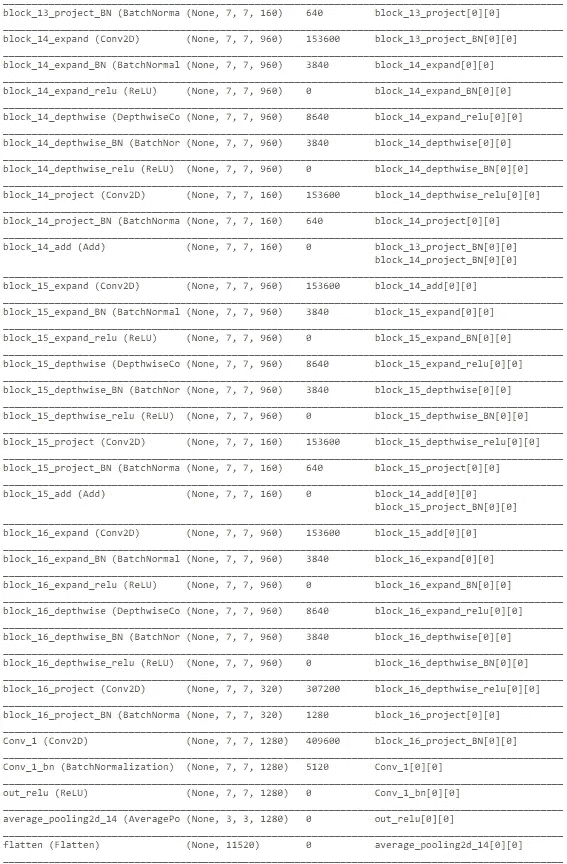 block_13_project_BN (BatchNorma (None, 7, 7, 160) 640 block_13_project[0][0]
block_14_expand (Conv2D) (None, 7, 7, 960) 153600 block_13_project_BN[0][0]
block_14_expand_BN (BatchNormal (None, 7, 7, 960) 3840 block_14_expand[0][0]
block_14_expand_relu (ReLU) (None, 7, 7, 960) 0 block_14_expand_BN[0][0]
block_14_depthwise (DepthwiseCo (None, 7, 7, 960) 8640 block_14_expand_relu[0][0]
block_14_depthwise_BN (BatchNor (None, 7, 7, 960) 3840 block_14_depthwise[0][0]
block_14_depthwise_relu (ReLU) (None, 7, 7, 960) 0 block_14_depthwise_BN[0][0]
block_14_project (Conv2D) (None, 7, 7, 160) 153600 block_14_depthwise_relu[0][0]
block_14_project_BN (BatchNorma (None, 7, 7, 160) 640 block_14_project[0][0]
block_14_add (Add) (None, 7, 7, 160) 0 block_13_project_BN[0][0]
block_14_project_BN[0][0]
block_15_expand (Conv2D) (None, 7, 7, 960) 153600 block_14_add[0][0]
block_15_expand_BN (BatchNormal (None, 7, 7, 960) 3840 block_15_expand[0][0]
block_15_expand_relu (ReLU) (None, 7, 7, 960) 0 block_15_expand_BN[0][0]
block_15_depthwise (DepthwiseCo (None, 7, 7, 960) 8640 block_15_expand_relu[0][0]
block_15_depthwise_BN (BatchNor (None, 7, 7, 960) 3840 block_15_depthwise[0][0]
block_15_depthwise_relu (ReLU) (None, 7, 7, 960) 0 block_15_depthwise_BN[0][0]
block_15_project (Conv2D) (None, 7, 7, 160) 153600 block_15_depthwise_relu[0][0]
block_15_project_BN (BatchNorma (None, 7, 7, 160) 640 block_15_project[0][0]
block_15_add (Add) (None, 7, 7, 160) 0 block_14_add[0][0]
block_15_project_BN[0][0]
block_16_expand (Conv2D) (None, 7, 7, 960) 153600 block_15_add[0][0]
block_16_expand_BN (BatchNormal (None, 7, 7, 960) 3840 block_16_expand[0][0]
block_16_expand_relu (ReLU) (None, 7, 7, 960) 0 block_16_expand_BN[0][0]
block_16_depthwise (DepthwiseCo (None, 7, 7, 960) 8640 block_16_expand_relu[0][0]
block_16_depthwise_BN (BatchNor (None, 7, 7, 960) 3840 block_16_depthwise[0][0]
block_16_depthwise_relu (ReLU) (None, 7, 7, 960) 0 block_16_depthwise_BN[0][0]
block_16_project (Conv2D) (None, 7, 7, 320) 307200 block_16_depthwise_relu[0][0]
block_16_project_BN (BatchNorma (None, 7, 7, 320) 1280 block_16_project[0][0]
Conv_1 (Conv2D) (None, 7, 7, 1280) 409600 block_16_project_BN[0][0]
Conv_1_bn (BatchNormalization) (None, 7, 7, 1280) 5120 Conv_1[0][0]
out_relu (ReLU) (None, 7, 7, 1280) 0 Conv_1_bn[0][0]
average_pooling2d_14 (AveragePo (None, 3, 3, 1280) 0 out_relu[0][0]
flatten (Flatten) (None, 11520) 0 average_pooling2d_14[0][0]